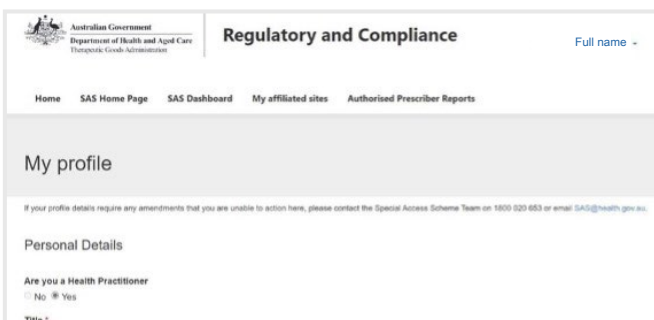 Australian Government
Department of Health and Aged Care
Therapeutic Goods Administration
Regulatory and Compliance
Full name
Home SAS Home Page SAS Dashboard My affiliated sites Authorised Prescriber Reports
My profile
If your profile details require any amendments that you are unable to action here, please contact the Special Access Scheme Team on 1800 020 653 or email SAS@health.gov.au.
Personal Details
Are you a Health Practitioner
No Yes
Title *